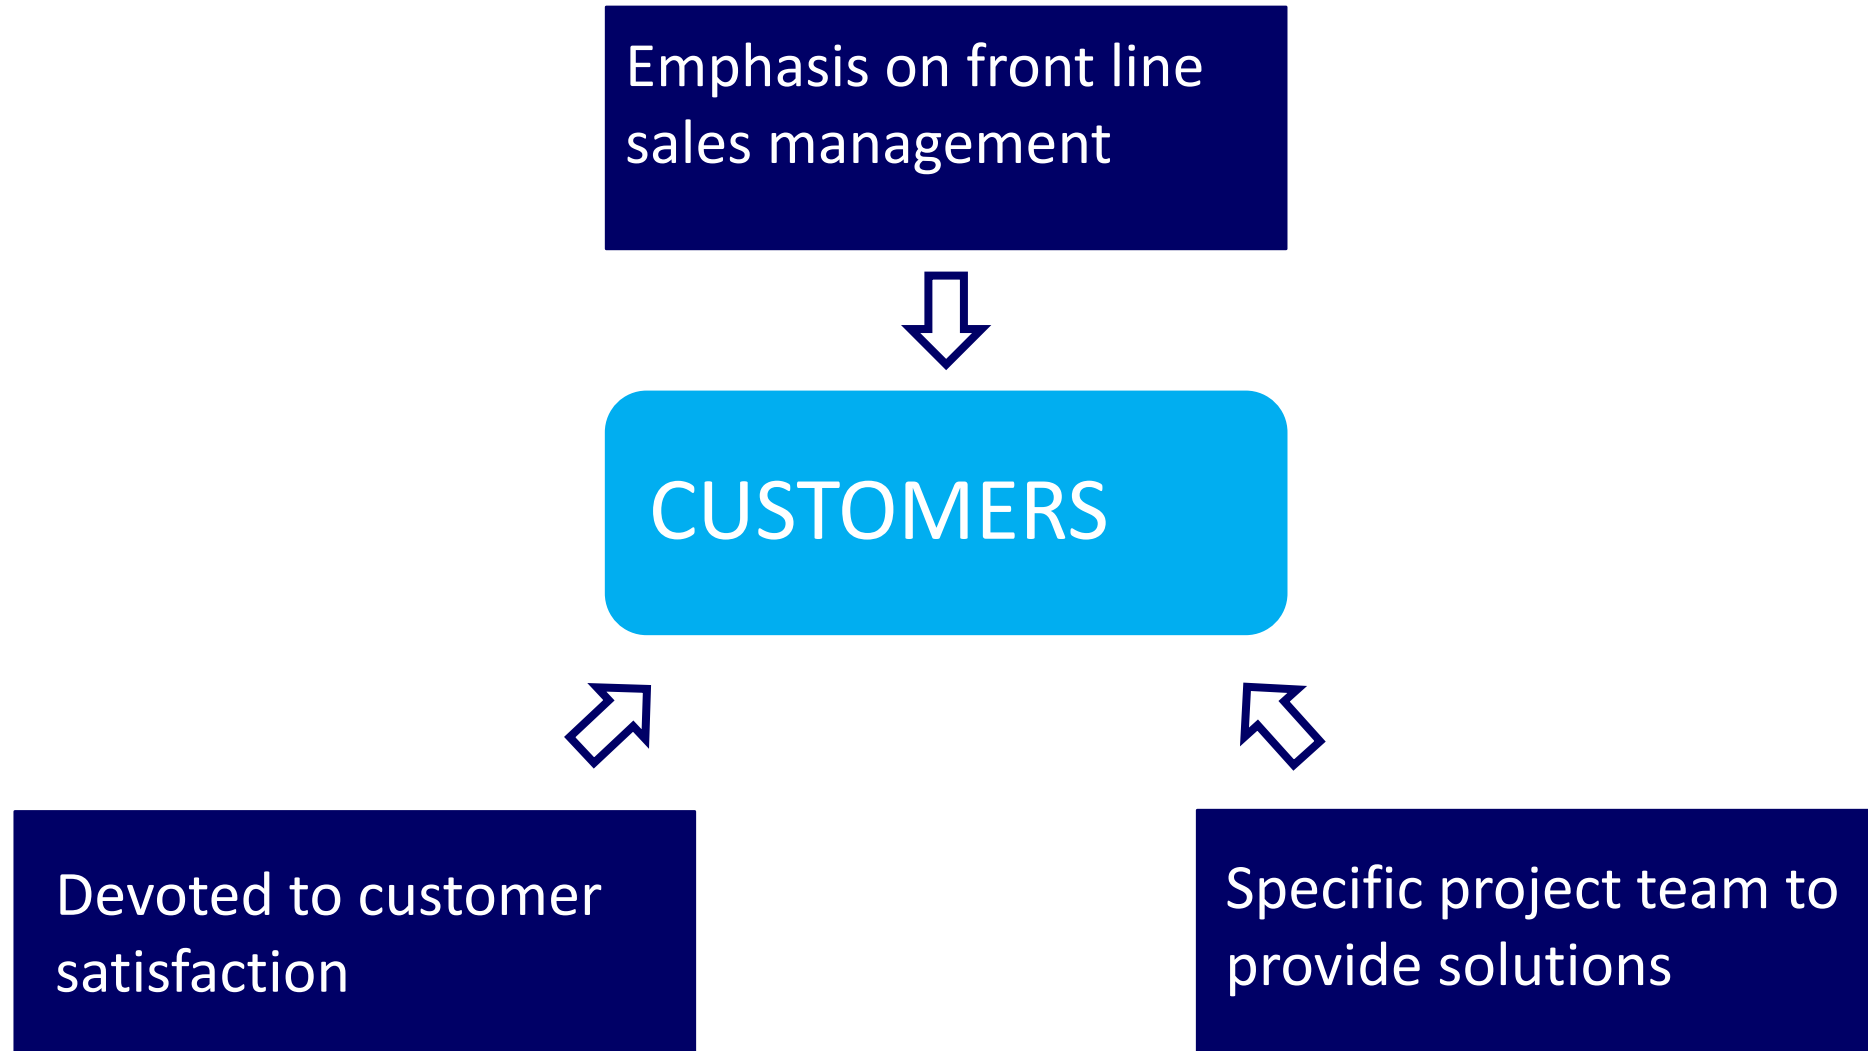 Emphasis on front line
sales management
CUSTOMERS
Devoted to customer
satisfaction
Specific project team to
provide solutions